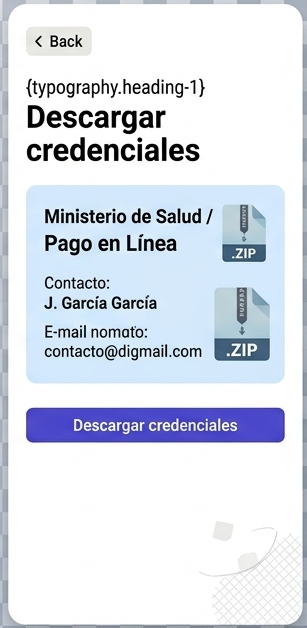 Back
{typography.heading-1}
Descargar
credenciales
Ministerio de Salud /
Pago en Línea
.ZIP
Contacto:
J. García García
E-mail nomaťo:
contacto@digmail.com
.ZIP
Descargar credenciales